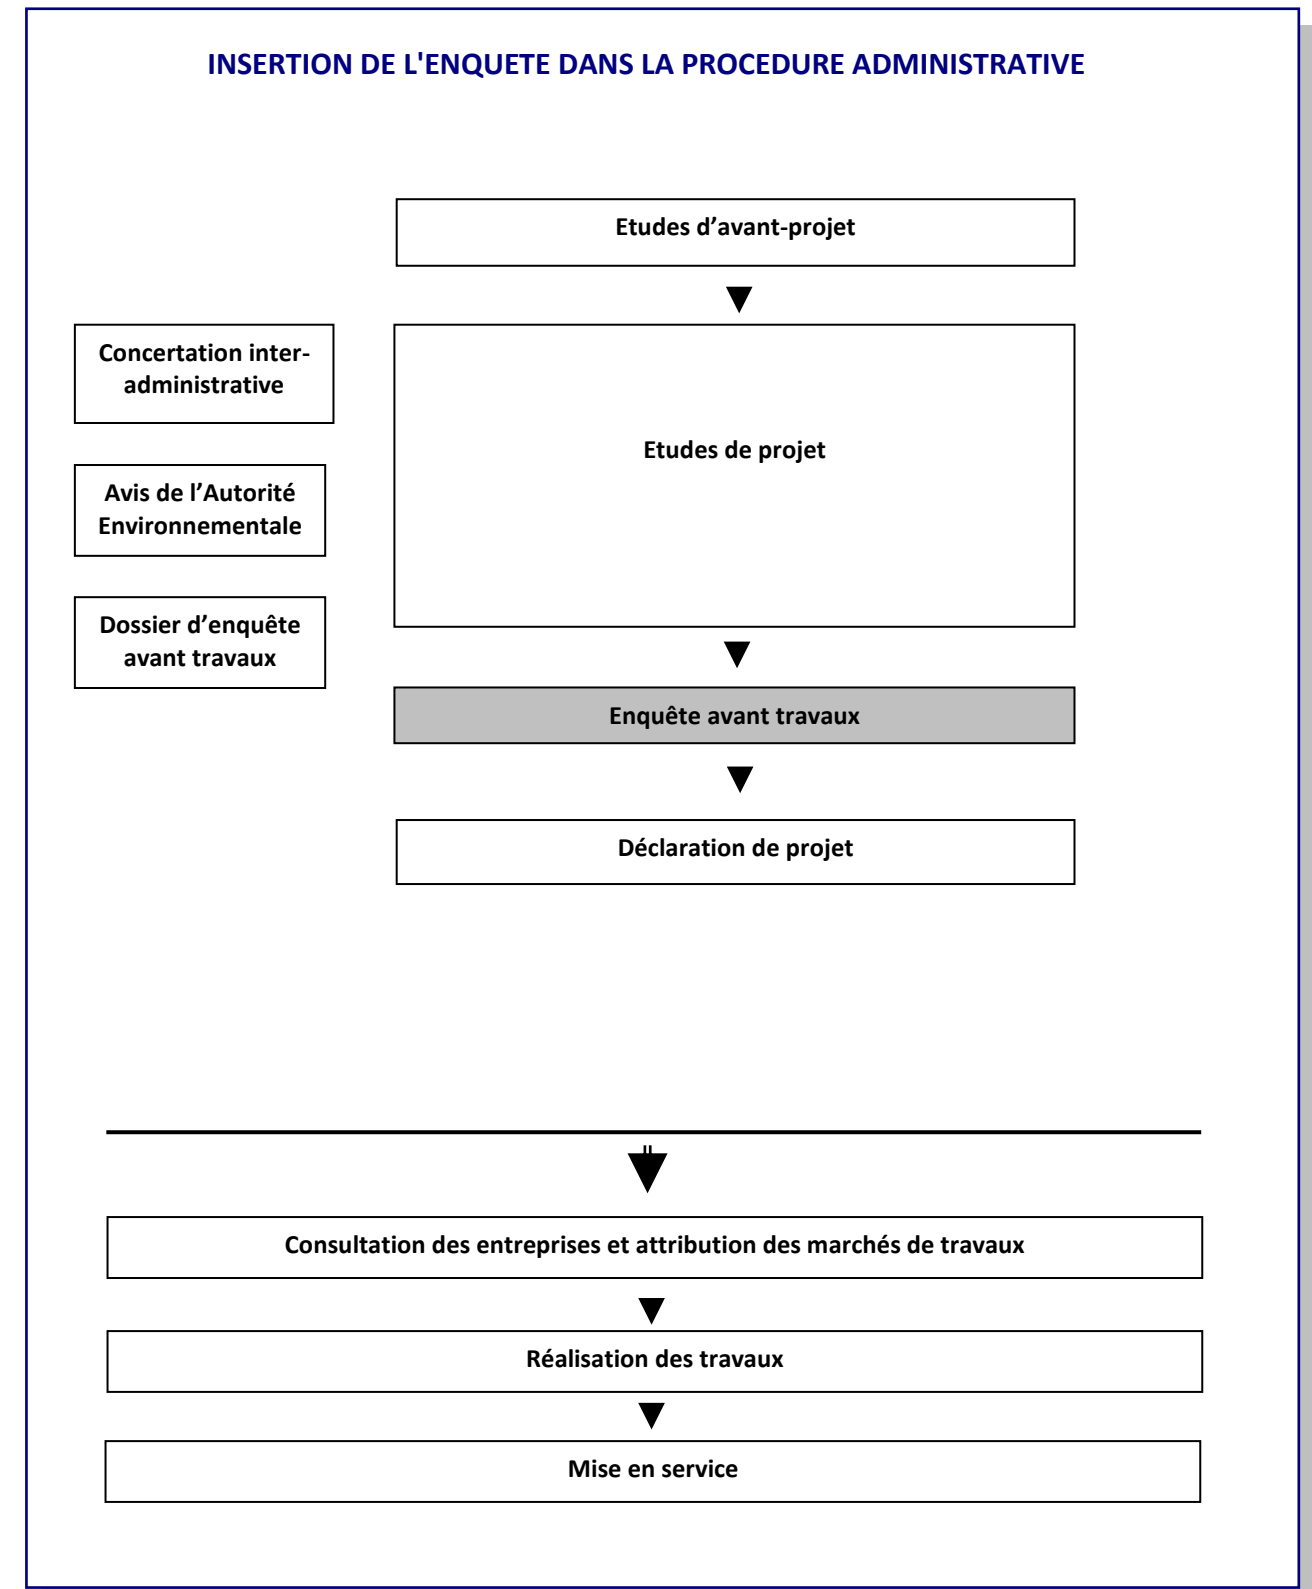 INSERTION DE L'ENQUETE DANS LA PROCEDURE ADMINISTRATIVE
Etudes d’avant-projet
Concertation inter-
administrative
Etudes de projet
Avis de l’Autorité
Environnementale
Dossier d’enquête
avant travaux
Enquête avant travaux
Déclaration de projet
Consultation des entreprises et attribution des marchés de travaux
Réalisation des travaux
Mise en service